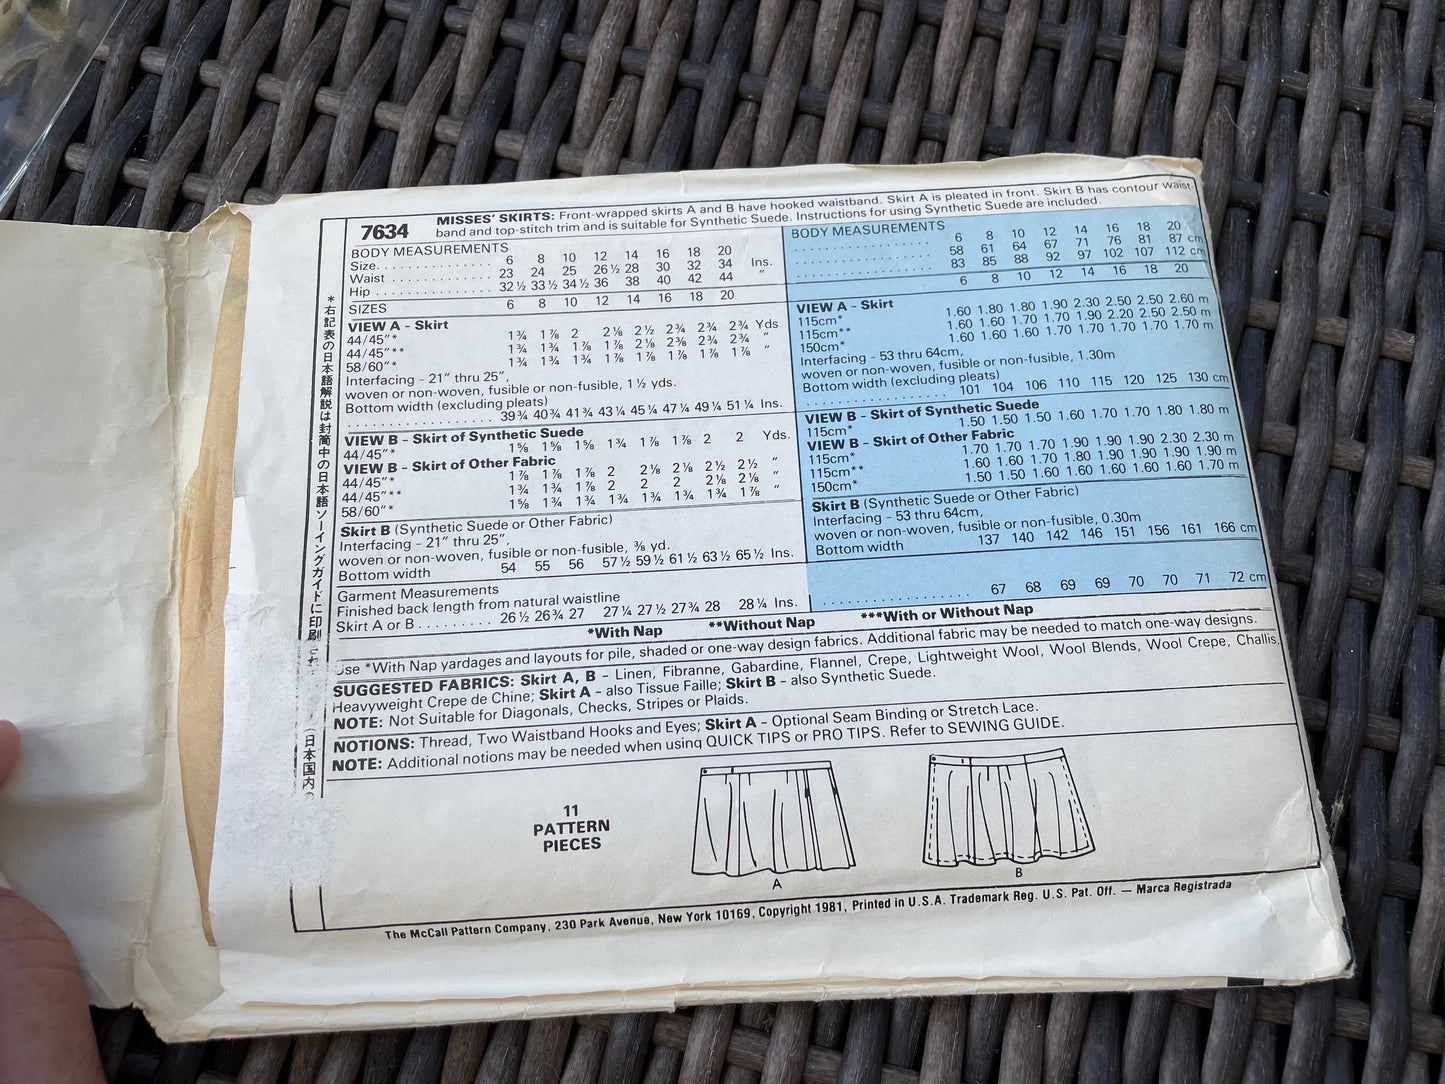 7634
MISSES' SKIRTS: Front-wrapped skirts A and B have hooked waistband. Skirt A is pleated in front. Skirt B has contour waist-
band and top-stitch trim and is suitable for Synthetic Suede. Instructions for using Synthetic Suede are included.
BODY MEASUREMENTS
Size 6 8 10 12 14 16 18 20
Waist 23 24 25 26½ 28 30 32 34 Ins.
Hip 32½ 33½ 34½ 36 38 40 42 44 "
SIZES 6 8 10 12 14 16 18 20
VIEW A – Skirt
44/45"* 1¾ 1⅞ 2 2⅛ 2½ 2¾ 2¾ 2¾ Yds
44/45"** 1¾ 1¾ 1⅞ 1⅞ 2⅛ 2⅜ 2¾ 2¾ "
58/60"* 1¾ 1¾ 1¾ 1⅞ 1⅞ 1⅞ 1⅞ 1⅞ "
Interfacing – 21" thru 25",
woven or non-woven, fusible or non-fusible, 1½ yds.
Bottom width (excluding pleats)
39¾ 40¾ 41¾ 43¼ 45¼ 47¼ 49¼ 51¼ Ins.
VIEW B – Skirt of Synthetic Suede
44/45"* 1⅝ 1⅝ 1⅝ 1¾ 1⅞ 1⅞ 2 2 Yds.
VIEW B – Skirt of Other Fabric
44/45"* 1⅞ 1⅞ 1⅞ 2 2⅛ 2⅛ 2½ 2½ "
44/45"** 1¾ 1¾ 1⅞ 2 2 2 2⅛ 2⅛ "
58/60"* 1⅝ 1¾ 1¾ 1¾ 1¾ 1¾ 1¾ 1⅞ "
Skirt B (Synthetic Suede or Other Fabric)
Interfacing – 21" thru 25",
woven or non-woven, fusible or non-fusible, ⅜ yd.
Bottom width 54 55 56 57½ 59½ 61½ 63½ 65½ Ins.
Garment Measurements
Finished back length from natural waistline
Skirt A or B 26½ 26¾ 27 27¼ 27½ 27¾ 28 28¼ Ins.
BODY MEASUREMENTS
6 8 10 12 14 16 18 20
58 61 64 67 71 76 81 87 cm
83 85 88 92 97 102 107 112 cm
6 8 10 12 14 16 18 20
VIEW A – Skirt
115cm* 1.60 1.80 1.80 1.90 2.30 2.50 2.50 2.60 m
115cm** 1.60 1.60 1.70 1.70 1.90 2.20 2.50 2.50 m
150cm* 1.60 1.60 1.60 1.70 1.70 1.70 1.70 1.70 m
Interfacing – 53 thru 64cm,
woven or non-woven, fusible or non-fusible, 1.30m
Bottom width (excluding pleats)
101 104 106 110 115 120 125 130 cm
VIEW B – Skirt of Synthetic Suede
115cm* 1.50 1.50 1.50 1.60 1.70 1.70 1.80 1.80 m
VIEW B – Skirt of Other Fabric
115cm* 1.70 1.70 1.70 1.90 1.90 1.90 2.30 2.30 m
115cm** 1.60 1.60 1.70 1.80 1.90 1.90 1.90 1.90 m
150cm* 1.50 1.50 1.60 1.60 1.60 1.60 1.60 1.70 m
Skirt B (Synthetic Suede or Other Fabric)
Interfacing – 53 thru 64cm,
woven or non-woven, fusible or non-fusible, 0.30m
Bottom width 137 140 142 146 151 156 161 166 cm
67 68 69 69 70 70 71 72 cm
*With Nap **Without Nap ***With or Without Nap
Use *With Nap yardages and layouts for pile, shaded or one-way design fabrics. Additional fabric may be needed to match one-way designs.
SUGGESTED FABRICS: Skirt A, B – Linen, Fibranne, Gabardine, Flannel, Crepe, Lightweight Wool, Wool Blends, Wool Crepe, Challis,
Heavyweight Crepe de Chine; Skirt A – also Tissue Faille; Skirt B – also Synthetic Suede.
NOTE: Not Suitable for Diagonals, Checks, Stripes or Plaids.
NOTIONS: Thread, Two Waistband Hooks and Eyes; Skirt A – Optional Seam Binding or Stretch Lace.
NOTE: Additional notions may be needed when using QUICK TIPS or PRO TIPS. Refer to SEWING GUIDE.
11
PATTERN
PIECES
A
B
The McCall Pattern Company, 230 Park Avenue, New York 10169, Copyright 1981, Printed in U.S.A. Trademark Reg. U.S. Pat. Off. — Marca Registrada
*右記表の日本語解説は封筒中の日本語ソーイングガイドに印刷
(日本国内の